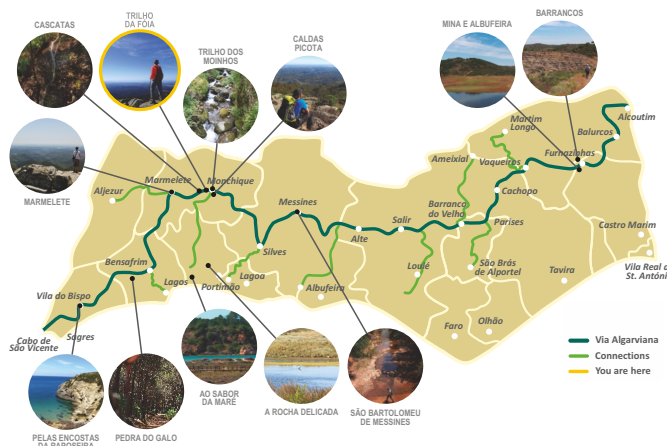 CASCATAS
TRILHO
DA FÓIA
TRILHO DOS
MOINHOS
CALDAS
PICOTA
MINA E ALBUFEIRA
BARRANCOS
MARMELETE
Aljezur
Marmelete
Monchique
Messines
Ameixial
Martim
Longo
Vaqueiros
Furnazinhas
Balurcos
Alcoutim
Cachopo
Barranco
do Velho
Parises
Salir
Alte
Silves
Bensafrim
Lagos
Portimão
Lagoa
Albufeira
Loulé
São Brás
de Alportel
Tavira
Castro Marim
Vila Real d
St. Antóni
Faro
Olhão
Vila do Bispo
Sagres
Cabo de
São Vicente
Via Algarviana
Connections
You are here
PELAS ENCOSTAS
DA RAPOSEIRA
PEDRA DO GALO
AO SABOR
DA MARÉ
A ROCHA DELICADA
SÃO BARTOLOMEU
DE MESSINES